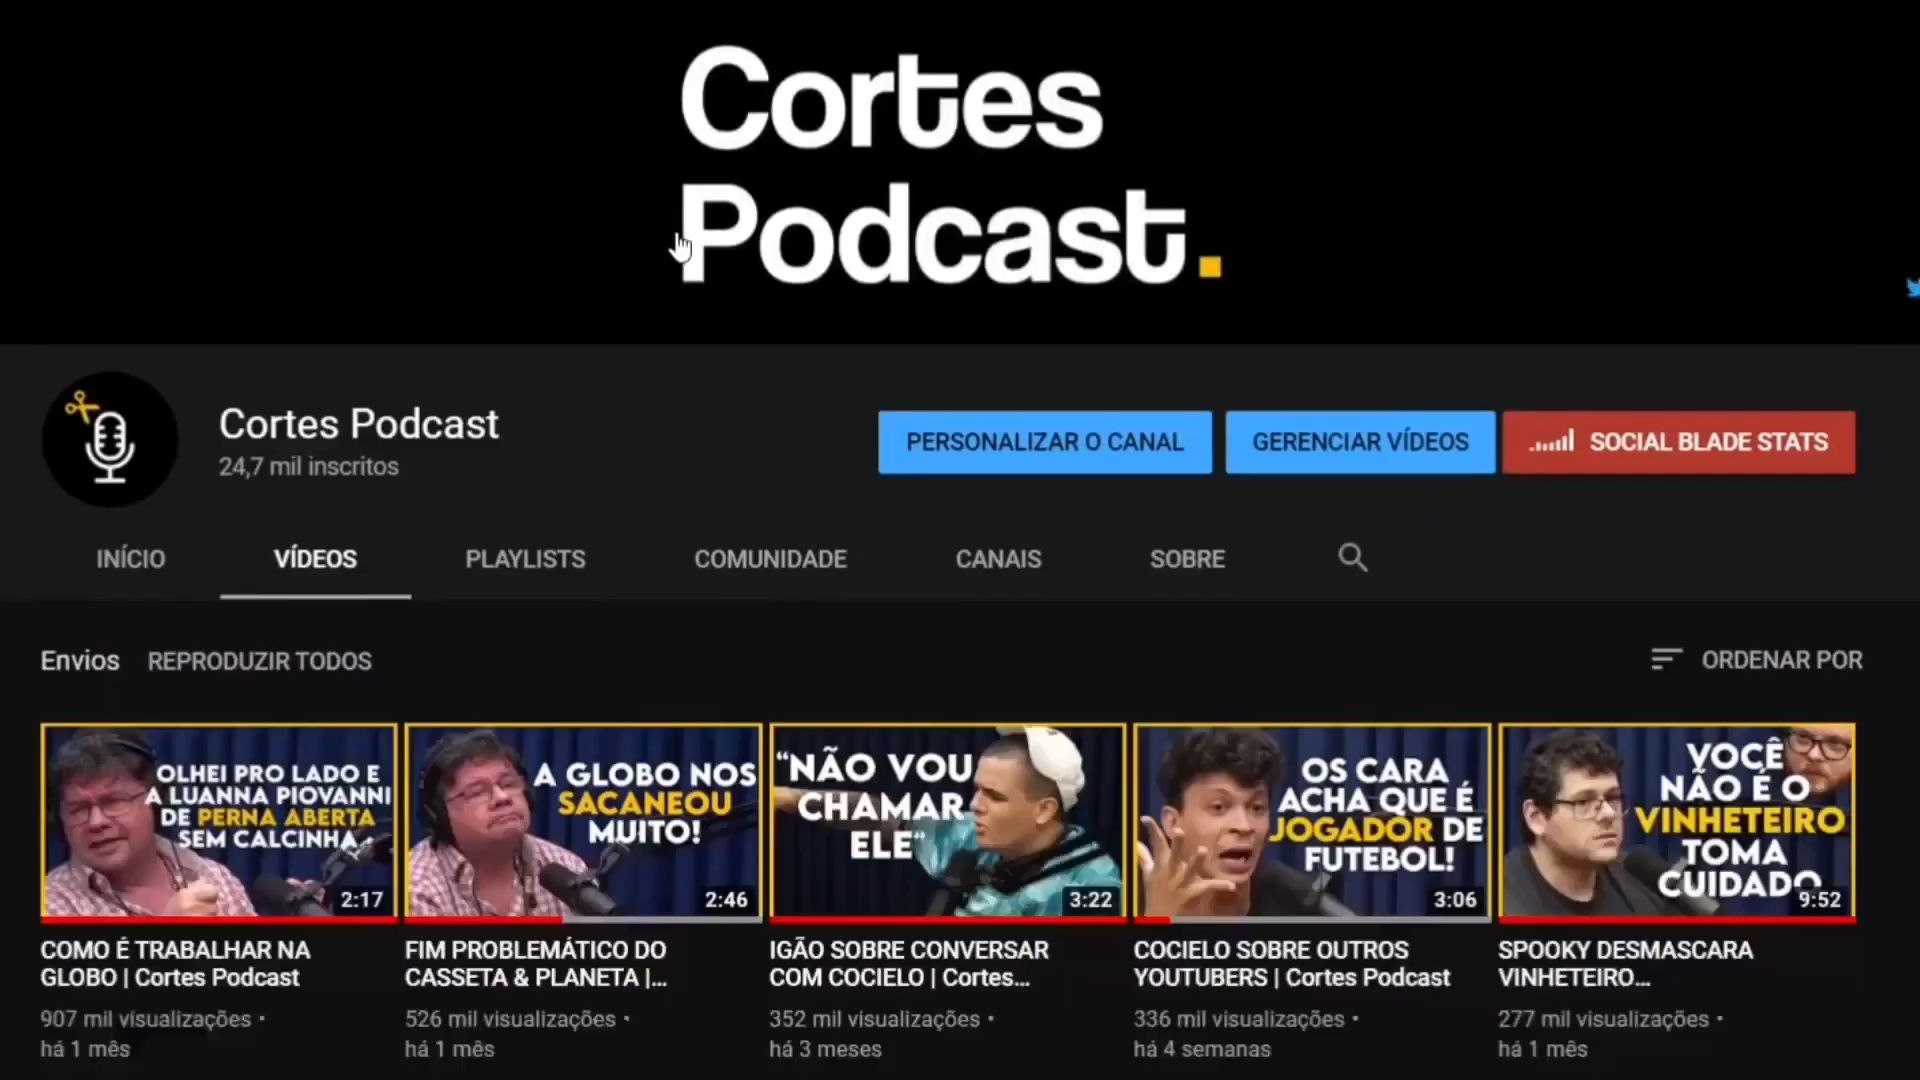 Cortes
Podcast.
Cortes Podcast
24,7 mil inscritos
PERSONALIZAR O CANAL
GERENCIAR VÍDEOS
SOCIAL BLADE STATS
INÍCIO
VÍDEOS
PLAYLISTS
COMUNIDADE
CANAIS
SOBRE
Envios
REPRODUZIR TODOS
ORDENAR POR
OLHEI PRO LADO E
A LUANNA PIOVANNI
DE PERNA ABERTA
SEM CALCINHA
2:17
COMO É TRABALHAR NA
GLOBO | Cortes Podcast
907 mil visualizações •
há 1 mês
A GLOBO NOS
SACANEOU
MUITO!
2:46
FIM PROBLEMÁTICO DO
CASSETA & PLANETA |...
526 mil visualizações •
há 1 mês
“NÃO VOU
CHAMAR
ELE“
3:22
IGÃO SOBRE CONVERSAR
COM COCIELO | Cortes...
352 mil visualizações •
há 3 meses
OS CARA
ACHA QUE É
JOGADOR DE
FUTEBOL!
3:06
COCIELO SOBRE OUTROS
YOUTUBERS | Cortes Podcast
336 mil visualizações •
há 4 semanas
VOCÊ
NÃO É O
VINHETEIRO
TOMA
CUIDADO
9:52
SPOOKY DESMASCARA
VINHETEIRO...
277 mil visualizações •
há 1 mês